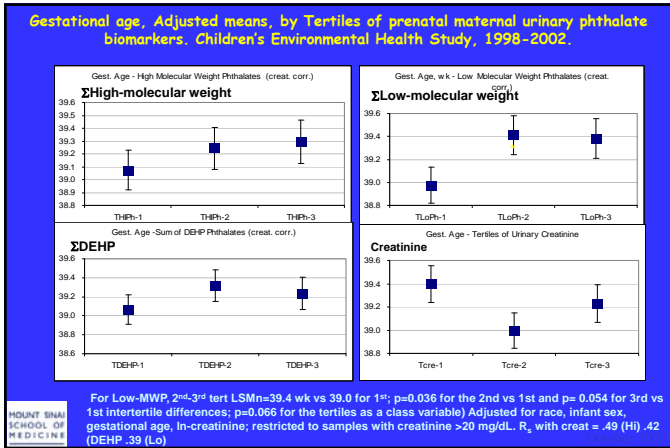 Gestational age, Adjusted means, by Tertiles of prenatal maternal urinary phthalate
biomarkers. Children's Environmental Health Study, 1998-2002.
Gest. Age - High Molecular Weight Phthalates (creat. corr.)
ΣHigh-molecular weight
39.6
39.5
39.4
39.3
39.2
39.1
39.0
38.9
38.8
THIPh-1 THIPh-2 THIPh-3
Gest. Age, wk - Low Molecular Weight Phthalates (creat.
corr.)
ΣLow-molecular weight
39.6
39.4
39.2
39.0
38.8
38.6
TLoPh-1 TLoPh-2 TLoPh-3
Gest. Age -Sum of DEHP Phthalates (creat. corr.)
ΣDEHP
39.6
39.4
39.2
39.0
38.8
38.6
TDEHP-1 TDEHP-2 TDEHP-3
Gest. Age - Tertiles of Urinary Creatinine
Creatinine
39.6
39.4
39.2
39.0
38.8
Tcre-1 Tcre-2 Tcre-3
For Low-MWP, 2nd-3rd tert LSMn=39.4 wk vs 39.0 for 1st; p=0.036 for the 2nd vs 1st and p= 0.054 for 3rd vs
1st intertertile differences; p=0.066 for the tertiles as a class variable) Adjusted for race, infant sex,
gestational age, ln-creatinine; restricted to samples with creatinine >20 mg/dL. Rs with creat = .49 (Hi) .42
(DEHP .39 (Lo)
MOUNT SINAI
SCHOOL OF
MEDICINE